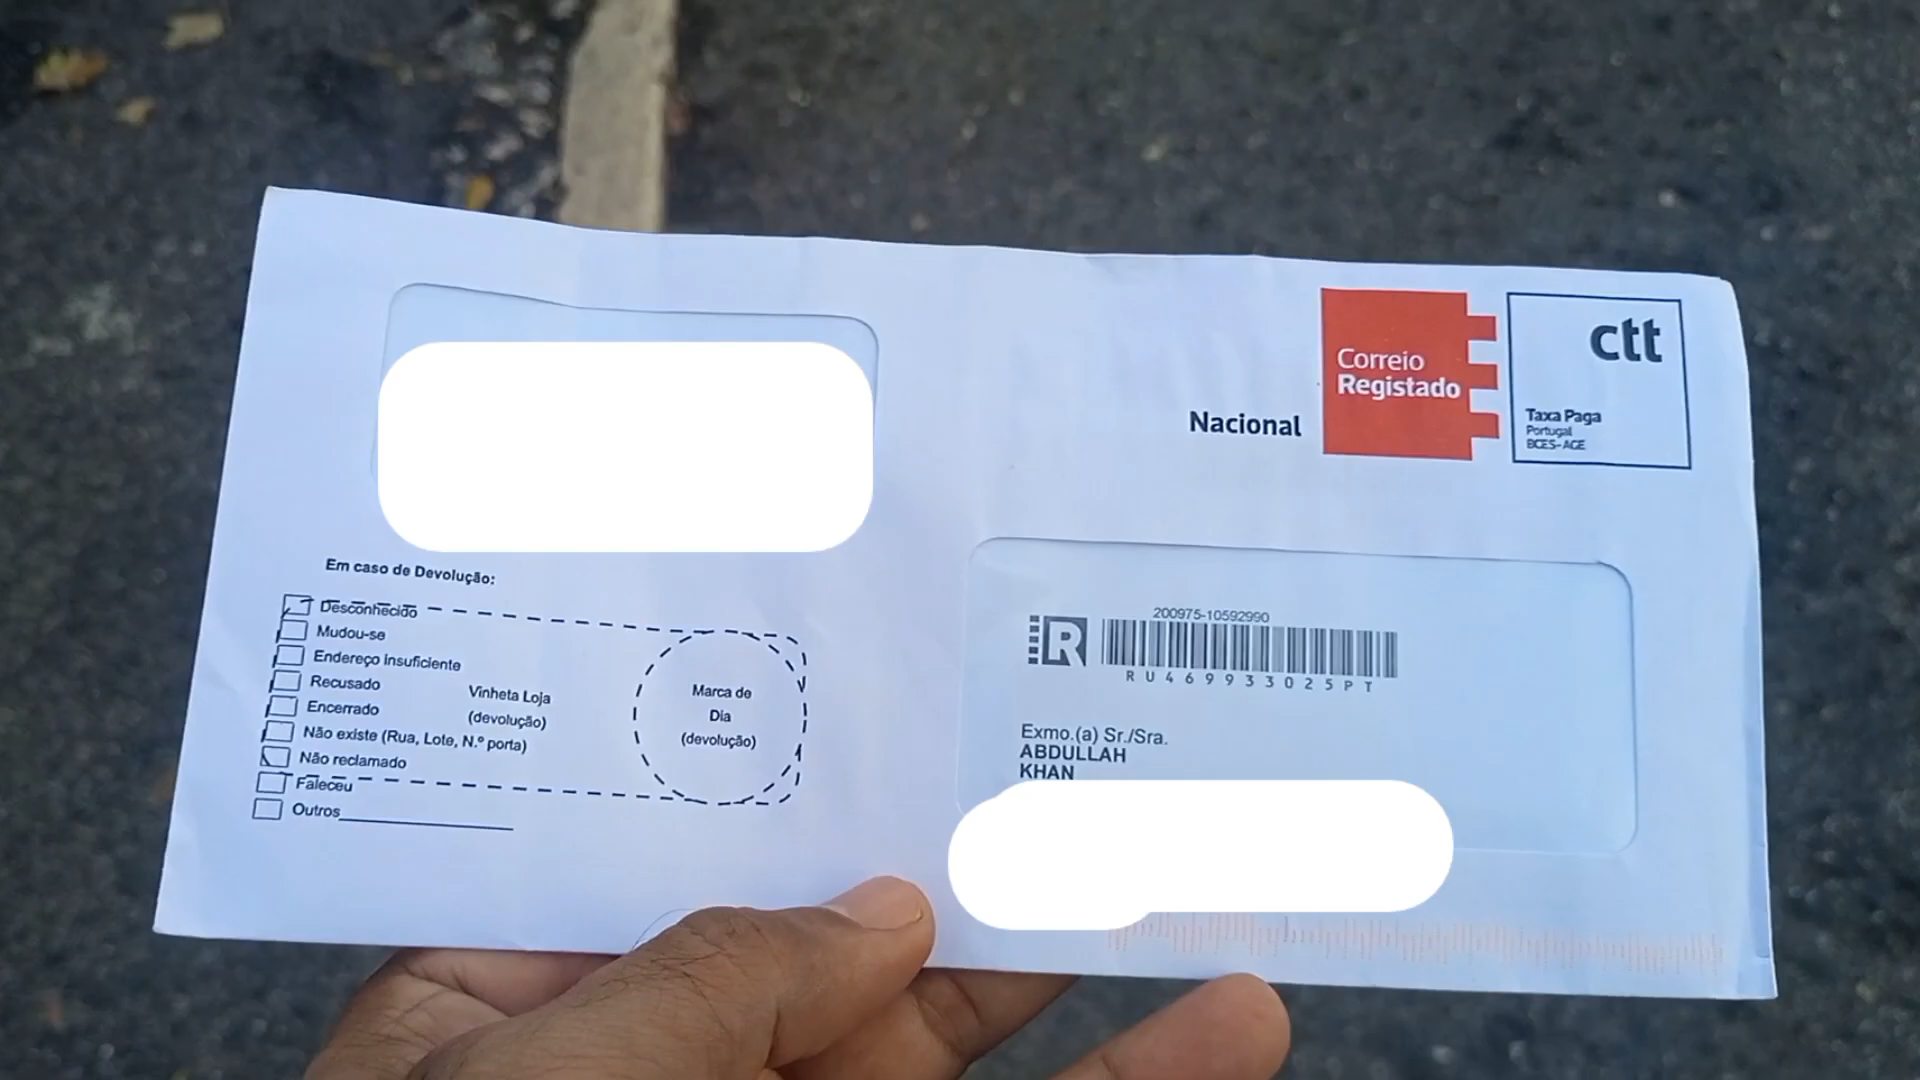 Correio
Registado
Nacional
ctt
Taxa Paga
Portugal
BCES-AGE
Em caso de Devolução:
Desconhecido
Mudou-se
Endereço insuficiente
Recusado
Encerrado
Não existe (Rua, Lote, N.º porta)
Não reclamado
Faleceu
Outros
Vinheta Loja
(devolução)
Marca de
Dia
(devolução)
200975-10592990
R
RU469933025PT
Exmo.(a) Sr./Sra.
ABDULLAH
KHAN